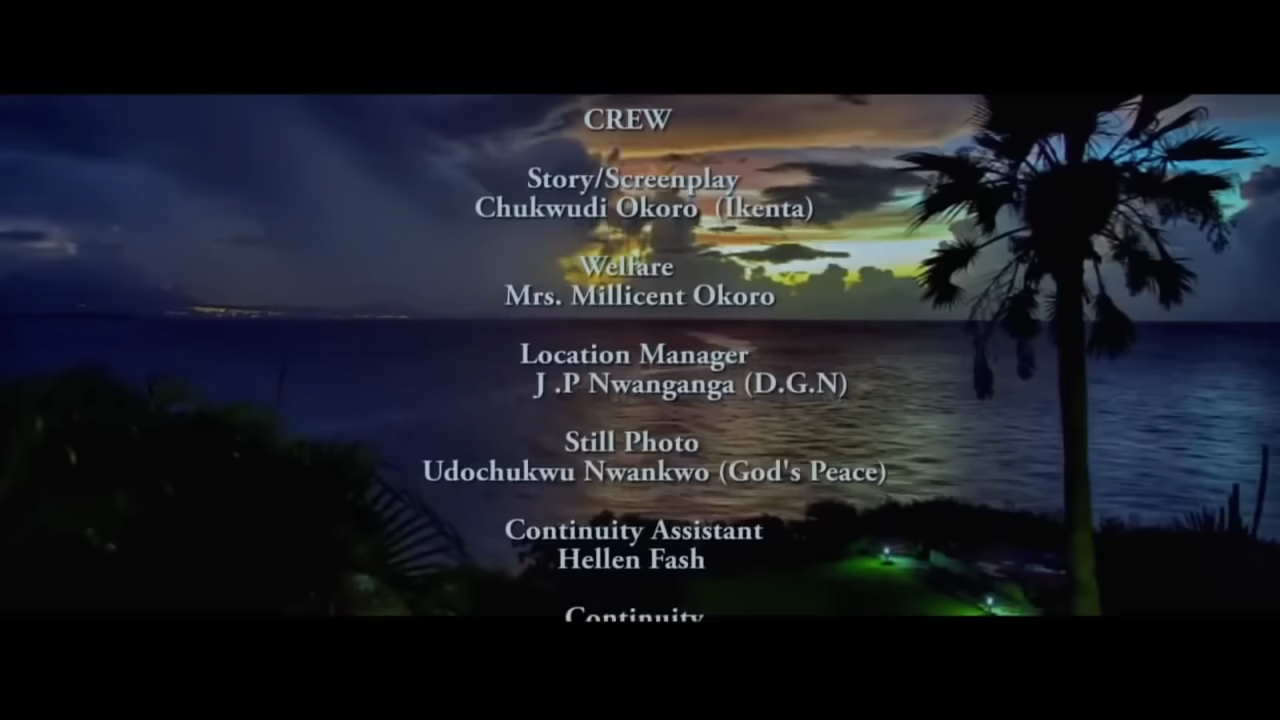 CREW
Story/Screenplay
Chukwudi Okoro (Ikenta)
Welfare
Mrs. Millicent Okoro
Location Manager
J .P Nwanganga (D.G.N)
Still Photo
Udochukwu Nwankwo (God's Peace)
Continuity Assistant
Hellen Fash
Continuity